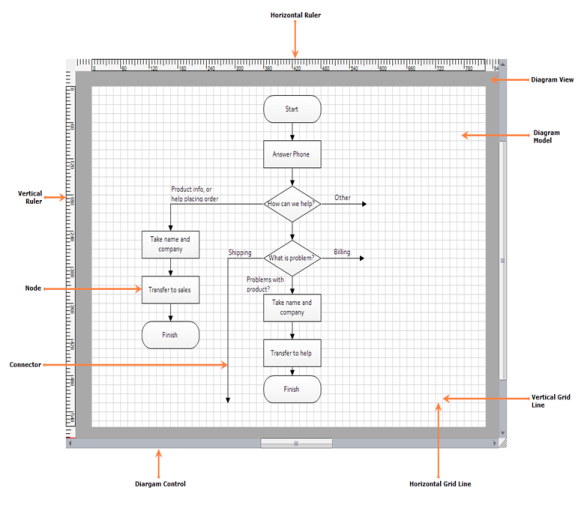 Horizontal Ruler
0 60 120 180 240 300 360 420 480 540 600 660 720 780 84
Diagram View
Start
Diagram
Model
Answer Phone
Product info, or
help placing order
How can we help?
Other
Vertical
Ruler
Take name and
company
Shipping
What is problem?
Billing
Problems with
product?
Node
Transfer to sales
Take name and
company
Finish
Transfer to help
Connector
Finish
Vertical Grid
Line
Diargam Control
Horizontal Grid Line